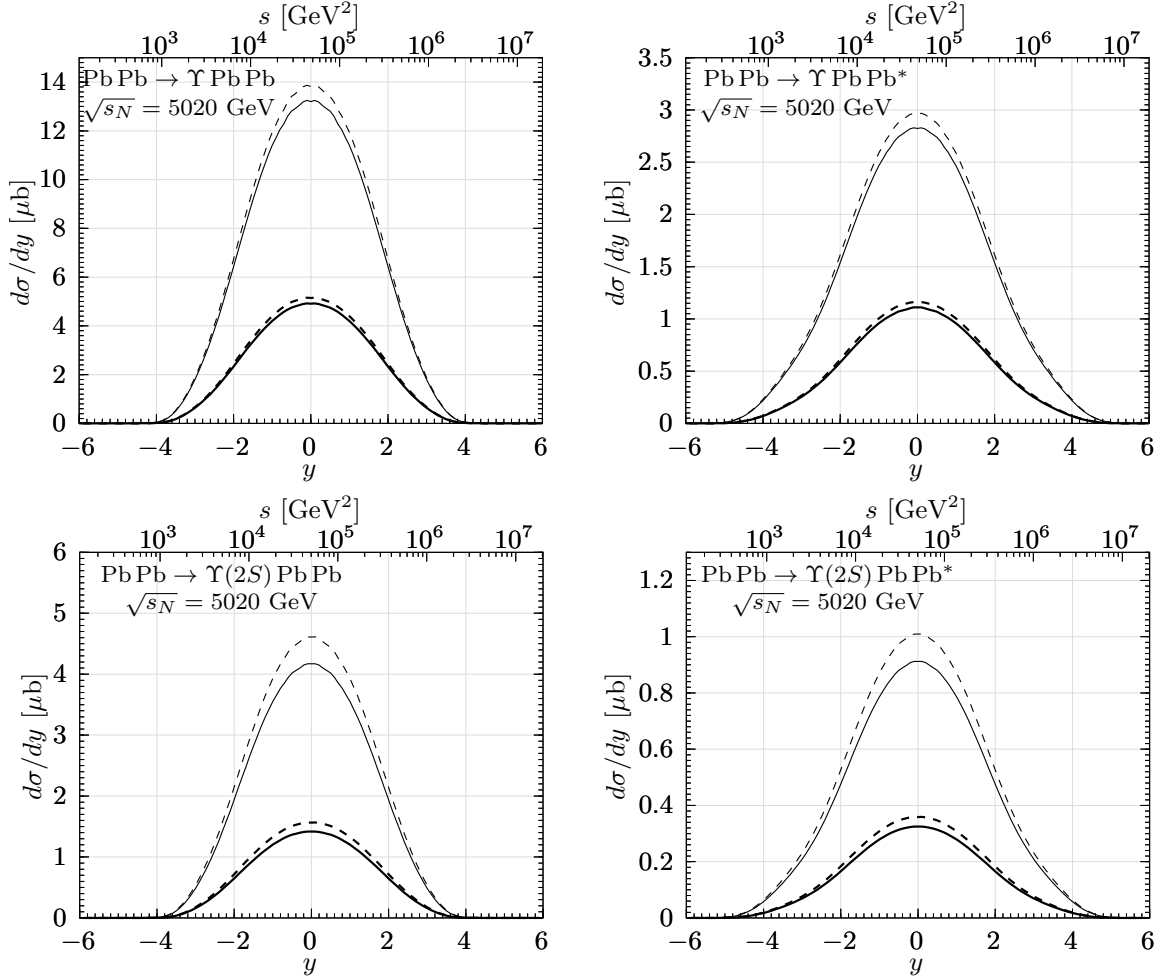 s [GeV²]
10³ 10⁴ 10⁵ 10⁶ 10⁷
Pb Pb → Υ Pb Pb
√s_N = 5020 GeV
dσ/dy [μb]
14
12
10
8
6
4
2
0
−6 −4 −2 0 2 4 6
y
s [GeV²]
10³ 10⁴ 10⁵ 10⁶ 10⁷
Pb Pb → Υ Pb Pb*
√s_N = 5020 GeV
dσ/dy [μb]
3.5
3
2.5
2
1.5
1
0.5
0
−6 −4 −2 0 2 4 6
y
s [GeV²]
10³ 10⁴ 10⁵ 10⁶ 10⁷
Pb Pb → Υ(2S) Pb Pb
√s_N = 5020 GeV
dσ/dy [μb]
6
5
4
3
2
1
0
−6 −4 −2 0 2 4 6
y
s [GeV²]
10³ 10⁴ 10⁵ 10⁶ 10⁷
Pb Pb → Υ(2S) Pb Pb*
√s_N = 5020 GeV
dσ/dy [μb]
1.2
1
0.8
0.6
0.4
0.2
0
−6 −4 −2 0 2 4 6
y